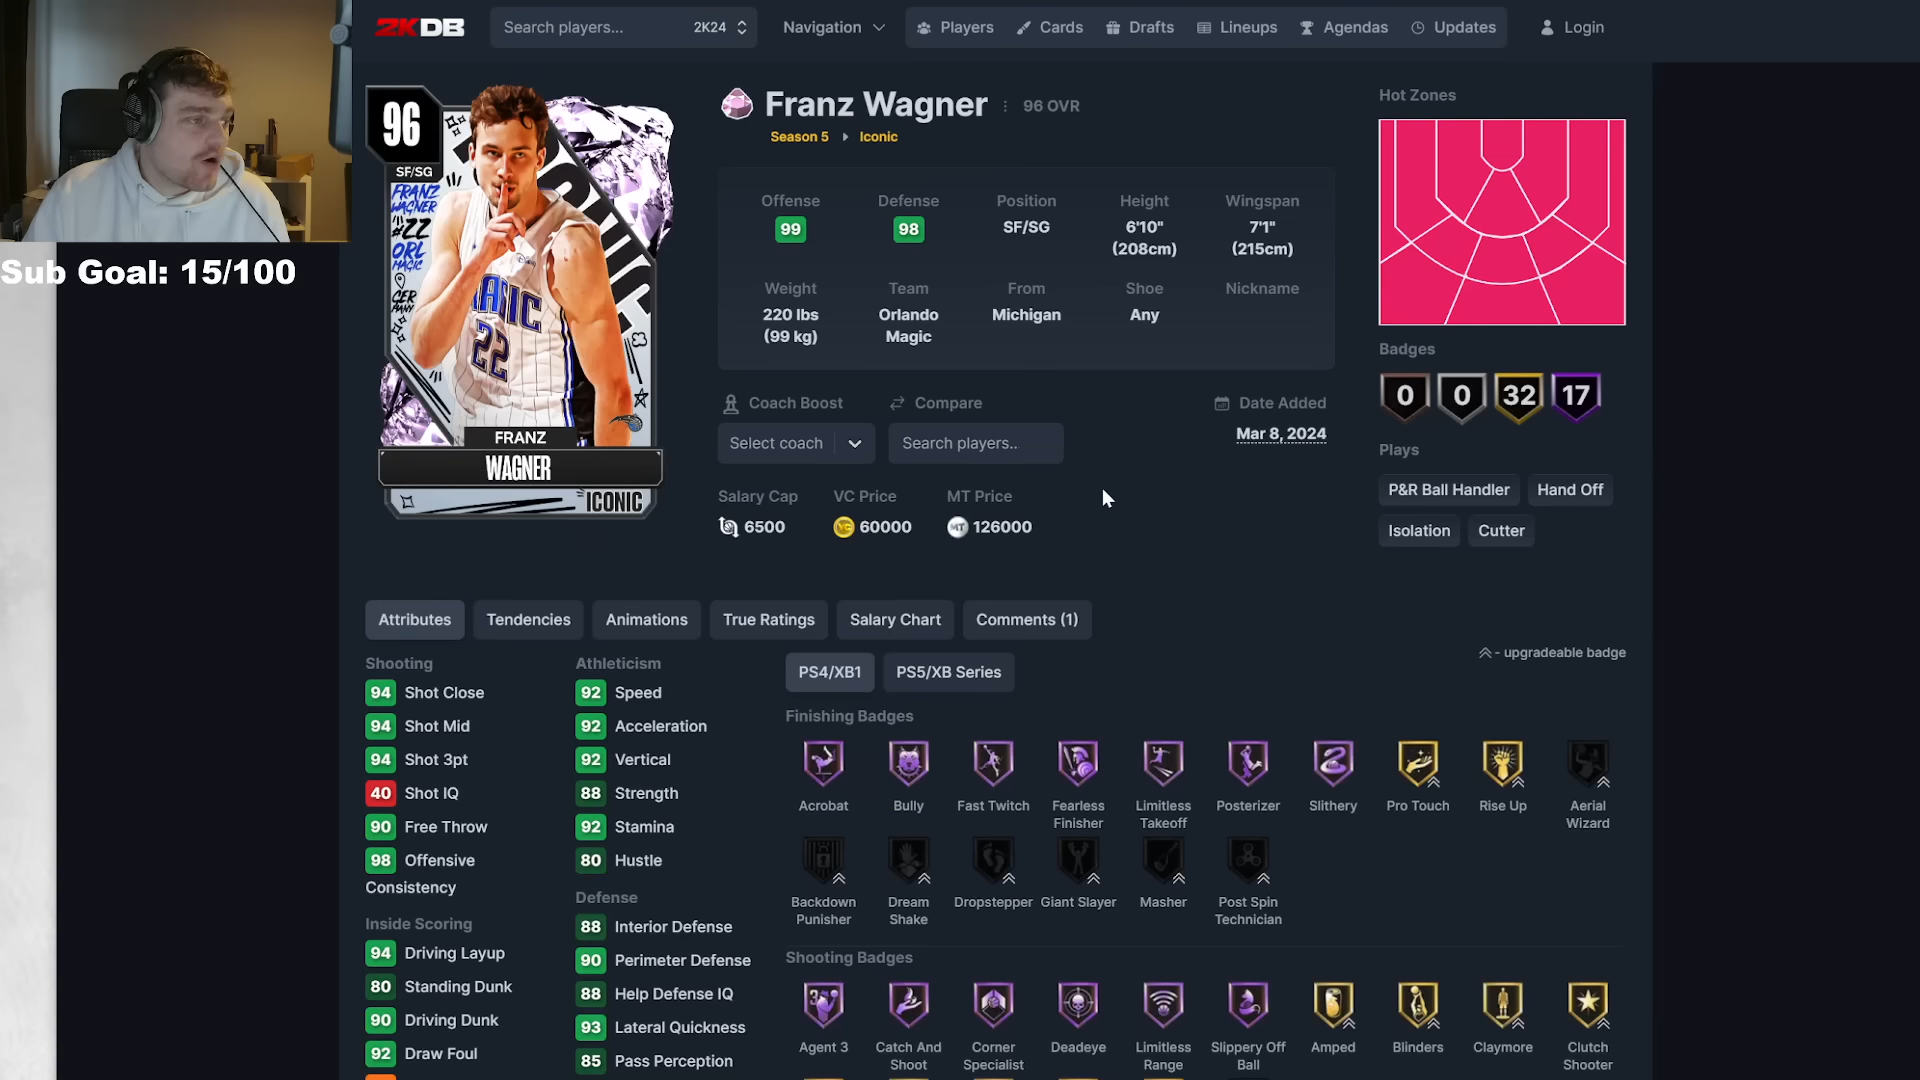 2KDB
Search players...
2K24
Navigation
Players
Cards
Drafts
Lineups
Agendas
Updates
Login
Sub Goal: 15/100
96
SF/SG
FRANZ
WAGNER
#22
ORL
MAGIC
GER
MANY
MAGIC
22
FRANZ
WAGNER
ICONIC
Franz Wagner
96 OVR
Season 5
Iconic
Offense
99
Defense
98
Position
SF/SG
Height
6'10"
(208cm)
Wingspan
7'1"
(215cm)
Weight
220 lbs
(99 kg)
Team
Orlando
Magic
From
Michigan
Shoe
Any
Nickname
Coach Boost
Select coach
Compare
Search players..
Date Added
Mar 8, 2024
Salary Cap
6500
VC Price
VC
60000
MT Price
MT
126000
Hot Zones
Badges
0
0
32
17
Plays
P&R Ball Handler
Hand Off
Isolation
Cutter
Attributes
Tendencies
Animations
True Ratings
Salary Chart
Comments (1)
- upgradeable badge
Shooting
94 Shot Close
94 Shot Mid
94 Shot 3pt
40 Shot IQ
90 Free Throw
98 Offensive
Consistency
Inside Scoring
94 Driving Layup
80 Standing Dunk
90 Driving Dunk
92 Draw Foul
Athleticism
92 Speed
92 Acceleration
92 Vertical
88 Strength
92 Stamina
80 Hustle
Defense
88 Interior Defense
90 Perimeter Defense
88 Help Defense IQ
93 Lateral Quickness
85 Pass Perception
PS4/XB1
PS5/XB Series
Finishing Badges
Acrobat
Bully
Fast Twitch
Fearless
Finisher
Limitless
Takeoff
Posterizer
Slithery
Pro Touch
Rise Up
Aerial
Wizard
Backdown
Punisher
Dream
Shake
Dropstepper
Giant Slayer
Masher
Post Spin
Technician
Shooting Badges
Agent 3
Catch And
Shoot
Corner
Specialist
Deadeye
Limitless
Range
Slippery Off
Ball
Amped
Blinders
Claymore
Clutch
Shooter